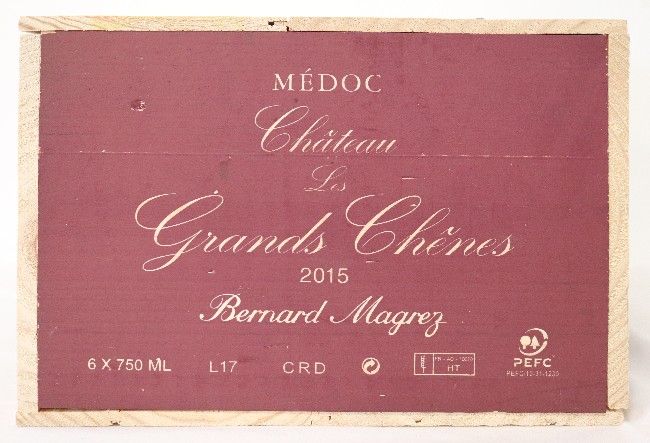 MÉDOC
Château
Les
Grands Chênes
2015
Bernard Magrez
6 X 750 ML L17 CRD HT PEFC